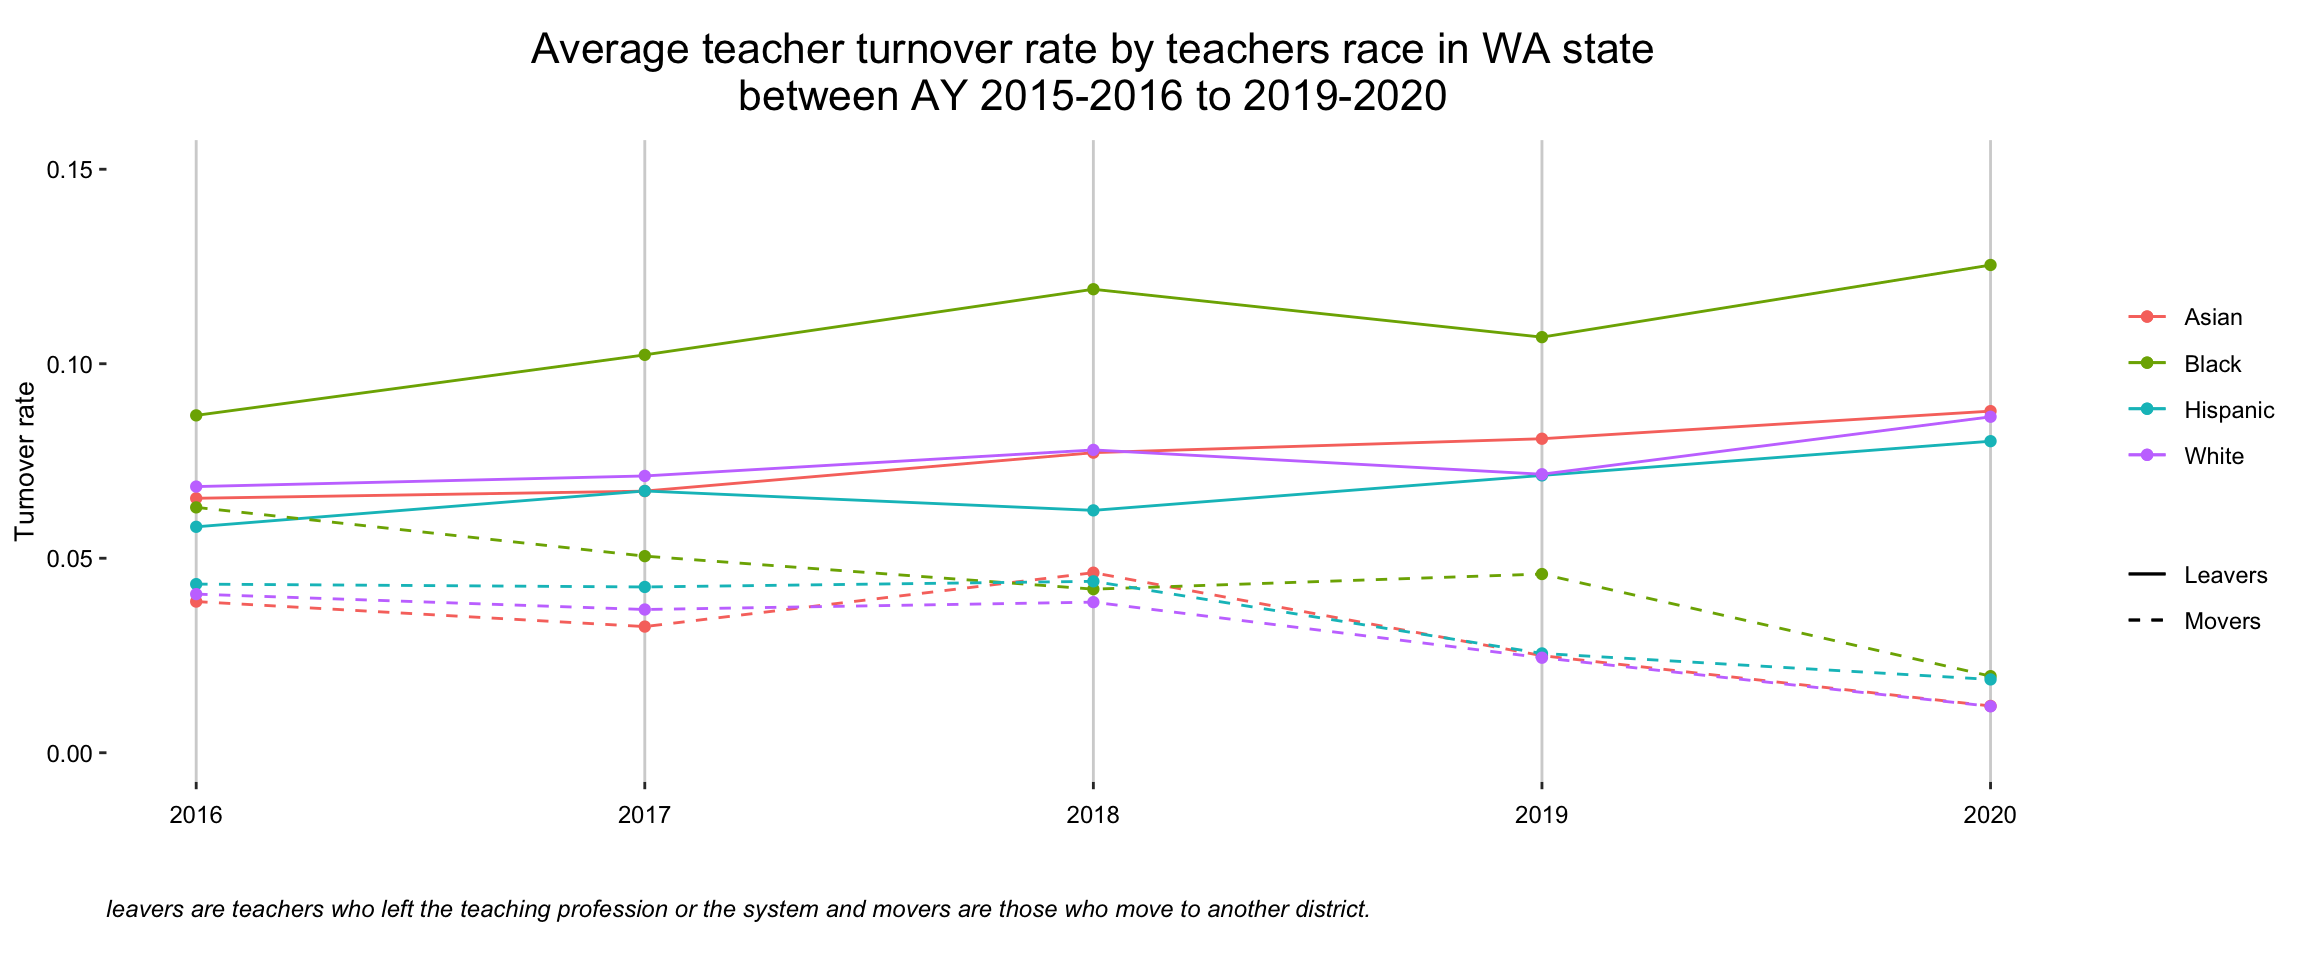 Average teacher turnover rate by teachers race in WA state
between AY 2015-2016 to 2019-2020
Turnover rate
0.15
0.10
0.05
0.00
2016
2017
2018
2019
2020
Asian
Black
Hispanic
White
Leavers
Movers
leavers are teachers who left the teaching profession or the system and movers are those who move to another district.